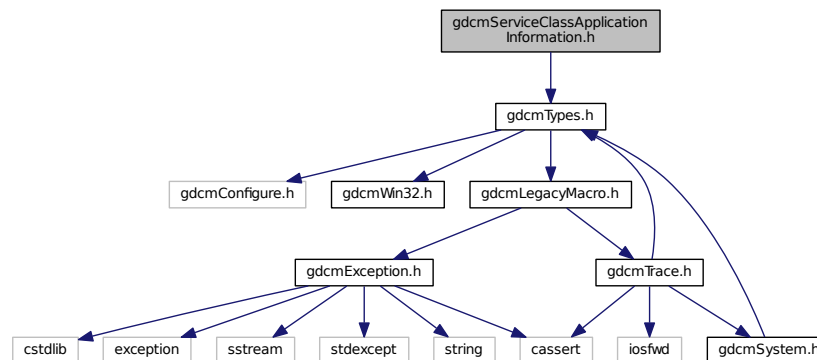 gdcmServiceClassApplication
Information.h
gdcmTypes.h
gdcmConfigure.h
gdcmWin32.h
gdcmLegacyMacro.h
gdcmException.h
gdcmTrace.h
cstdlib
exception
sstream
stdexcept
string
cassert
iosfwd
gdcmSystem.h